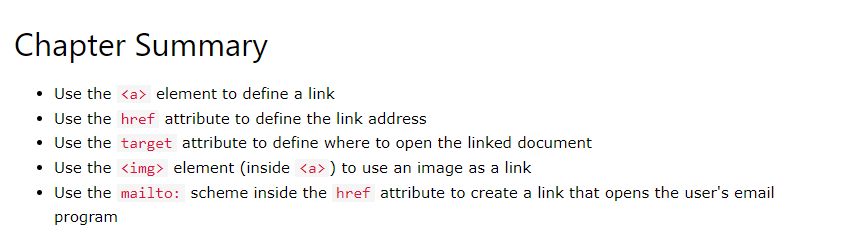 Chapter Summary
• Use the <a> element to define a link
• Use the href attribute to define the link address
• Use the target attribute to define where to open the linked document
• Use the <img> element (inside <a>) to use an image as a link
• Use the mailto: scheme inside the href attribute to create a link that opens the user's email
program